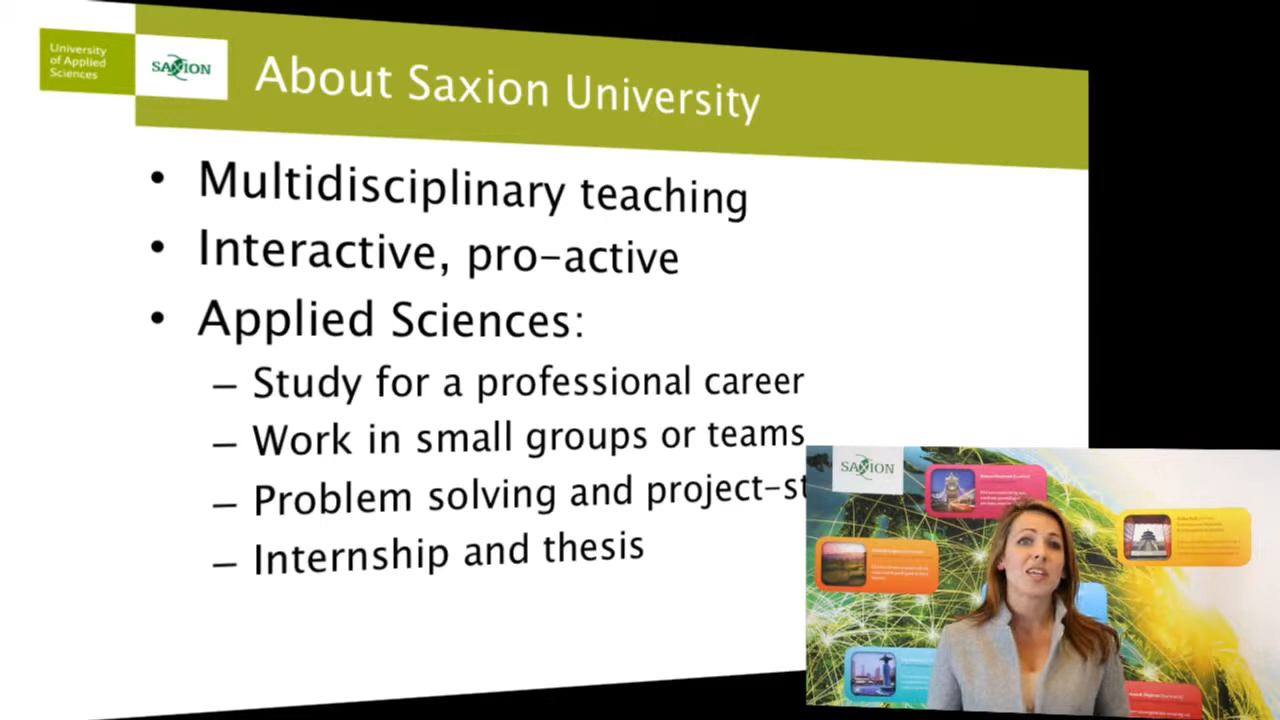 University
of Applied
Sciences
SAXION
About Saxion University
• Multidisciplinary teaching
• Interactive, pro-active
• Applied Sciences:
– Study for a professional career
– Work in small groups or teams
– Problem solving and project-st
– Internship and thesis
SAXION